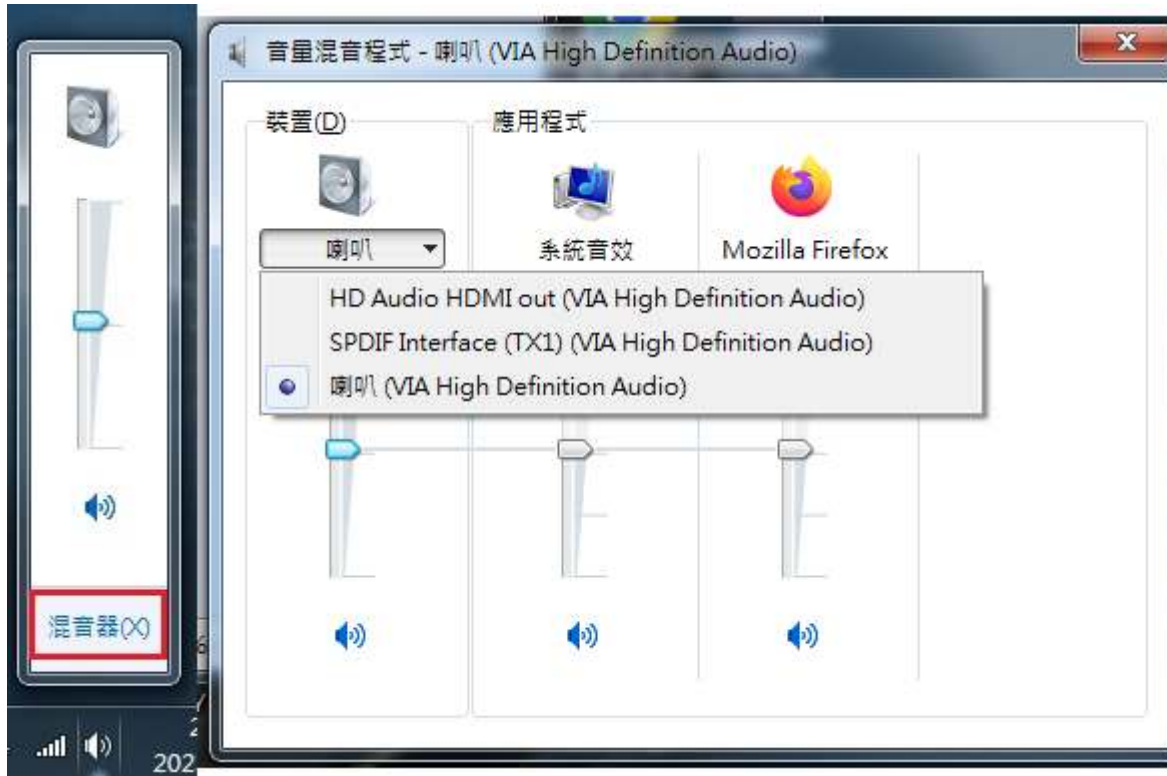 音量混音程式 - 喇叭 (VIA High Definition Audio)
裝置(D)
應用程式
喇叭
系統音效
Mozilla Firefox
HD Audio HDMI out (VIA High Definition Audio)
SPDIF Interface (TX1) (VIA High Definition Audio)
喇叭 (VIA High Definition Audio)
混音器(X)
202